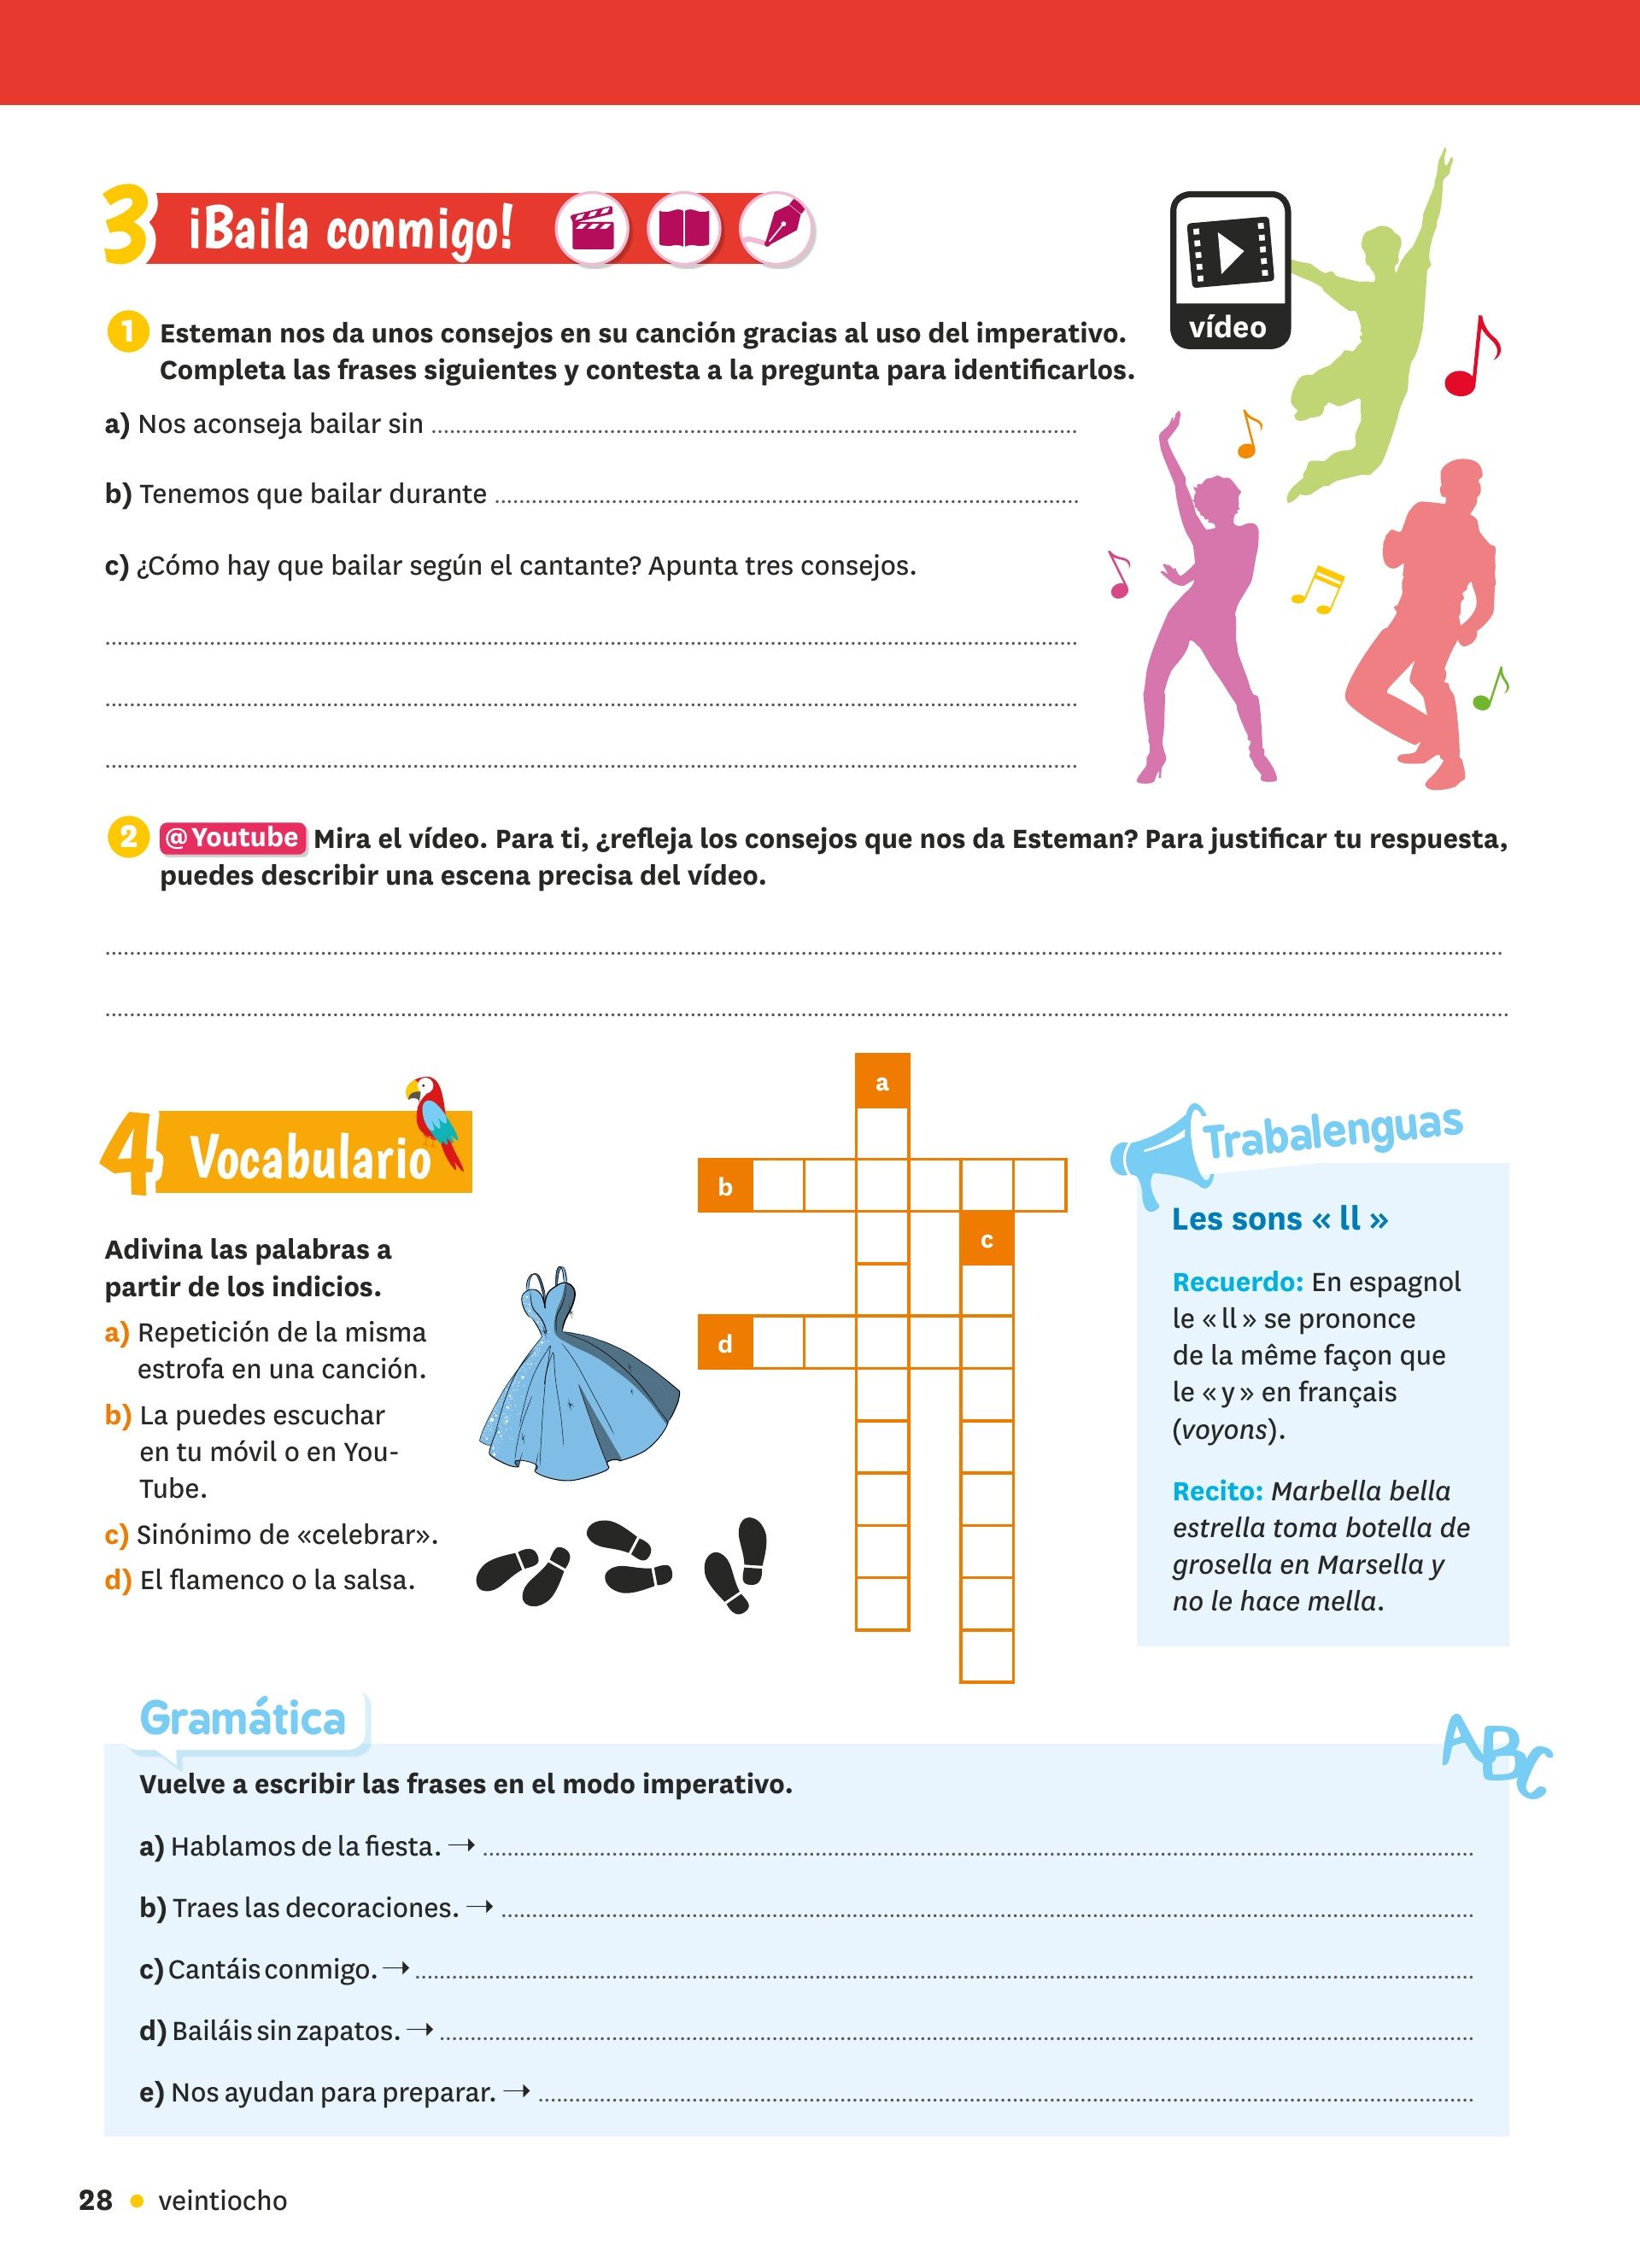 3 ¡Baila conmigo!
vídeo
1 Esteman nos da unos consejos en su canción gracias al uso del imperativo.
Completa las frases siguientes y contesta a la pregunta para identificarlos.
a) Nos aconseja bailar sin
b) Tenemos que bailar durante
c) ¿Cómo hay que bailar según el cantante? Apunta tres consejos.
2 @Youtube Mira el vídeo. Para ti, ¿refleja los consejos que nos da Esteman? Para justificar tu respuesta,
puedes describir una escena precisa del vídeo.
4 Vocabulario
Adivina las palabras a
partir de los indicios.
a) Repetición de la misma
estrofa en una canción.
b) La puedes escuchar
en tu móvil o en You-
Tube.
c) Sinónimo de «celebrar».
d) El flamenco o la salsa.
a
b
c
d
Trabalenguas
Les sons « ll »
Recuerdo: En espagnol
le « ll » se prononce
de la même façon que
le « y » en français
(voyons).
Recito: Marbella bella
estrella toma botella de
grosella en Marsella y
no le hace mella.
Gramática
ABC
Vuelve a escribir las frases en el modo imperativo.
a) Hablamos de la fiesta. →
b) Traes las decoraciones. →
c) Cantáis conmigo. →
d) Bailáis sin zapatos. →
e) Nos ayudan para preparar. →
28 • veintiocho